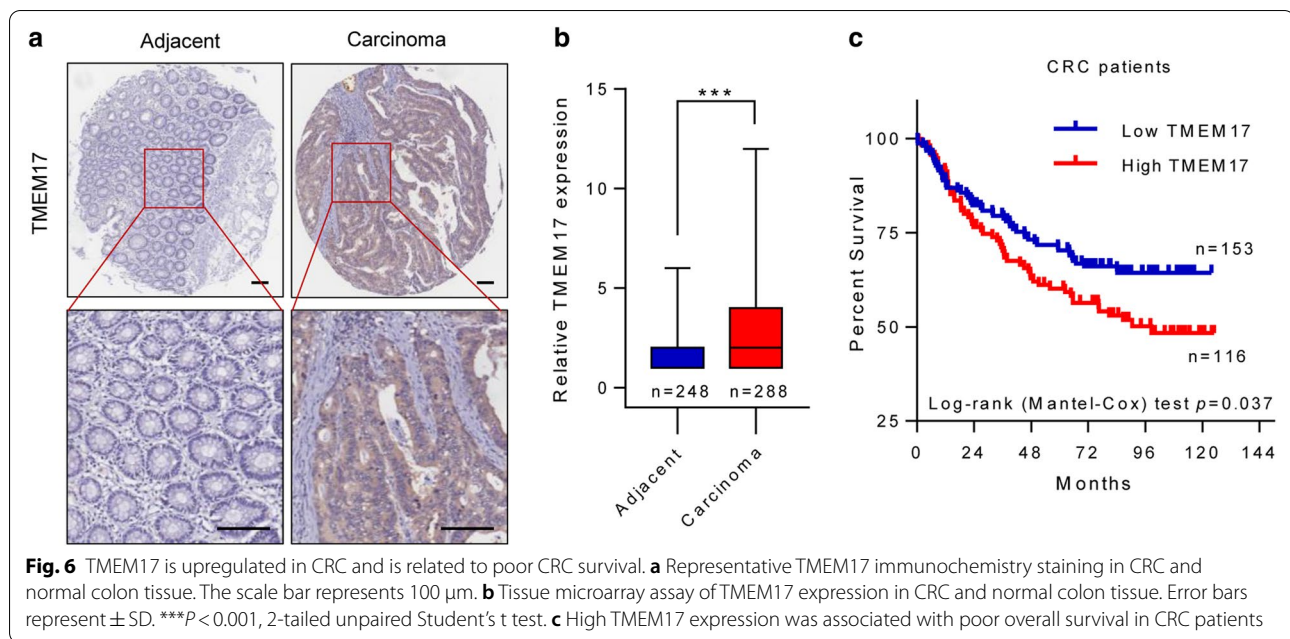 a
Adjacent
Carcinoma
TMEM17
b
Relative TMEM17 expression
15
10
5
0
***
n=248
n=288
Adjacent
Carcinoma
c
CRC patients
Low TMEM17
High TMEM17
Percent Survival
100
75
50
25
n=153
n=116
Log-rank (Mantel-Cox) test p=0.037
0 24 48 72 96 120 144
Months
Fig. 6 TMEM17 is upregulated in CRC and is related to poor CRC survival. a Representative TMEM17 immunochemistry staining in CRC and
normal colon tissue. The scale bar represents 100 μm. b Tissue microarray assay of TMEM17 expression in CRC and normal colon tissue. Error bars
represent ± SD. ***P < 0.001, 2-tailed unpaired Student's t test. c High TMEM17 expression was associated with poor overall survival in CRC patients